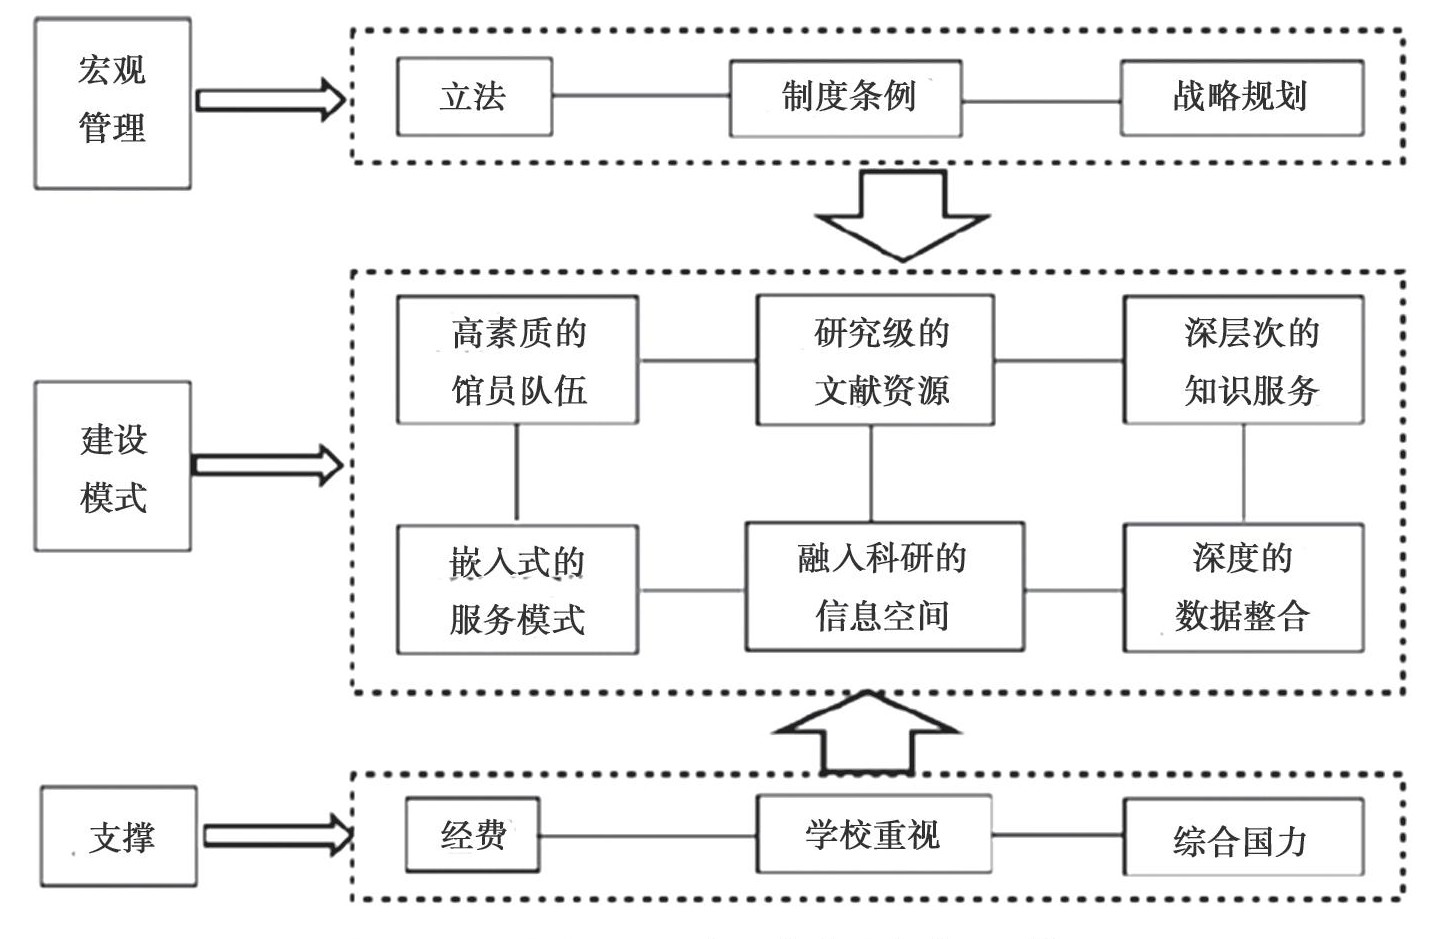 宏观
管理
立法
制度条例
战略规划
建设
模式
高素质的
馆员队伍
研究级的
文献资源
深层次的
知识服务
嵌入式的
服务模式
融入科研的
信息空间
深度的
数据整合
支撑
经费
学校重视
综合国力